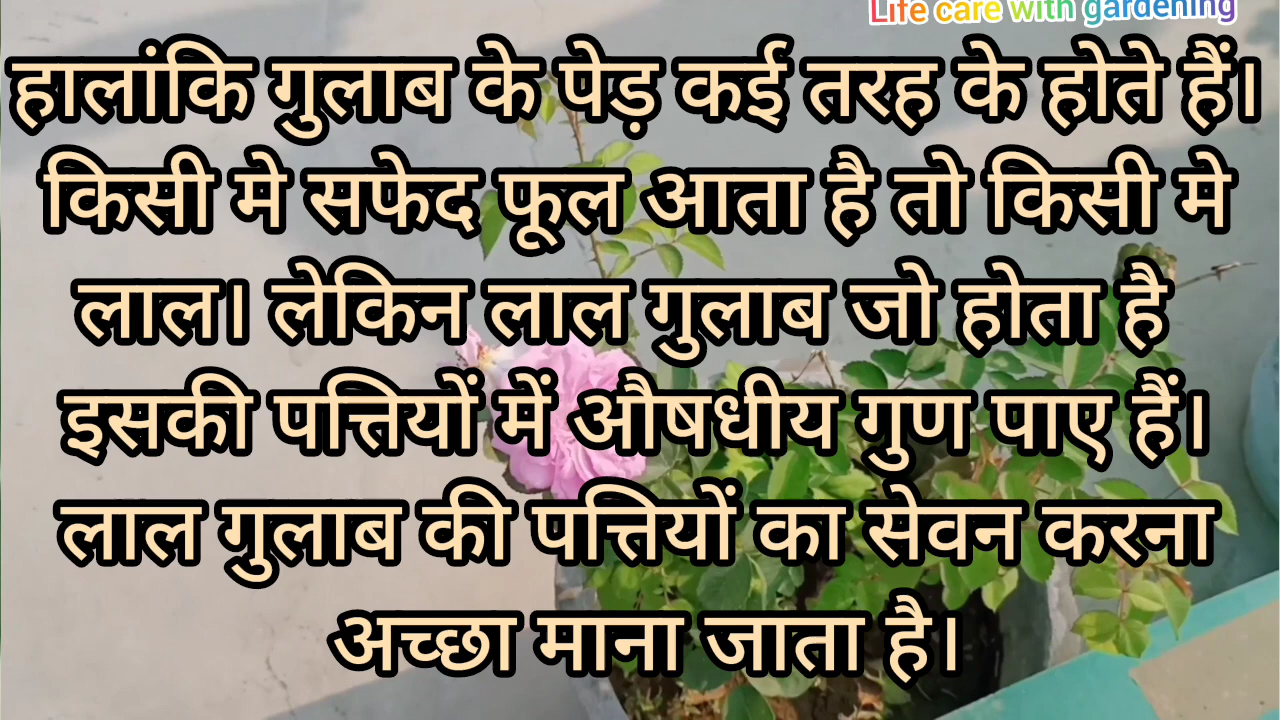 Life care with gardening
हालांकि गुलाब के पेड़ कई तरह के होते हैं।
किसी मे सफेद फूल आता है तो किसी मे
लाल। लेकिन लाल गुलाब जो होता है
इसकी पत्तियों में औषधीय गुण पाए हैं।
लाल गुलाब की पत्तियों का सेवन करना
अच्छा माना जाता है।